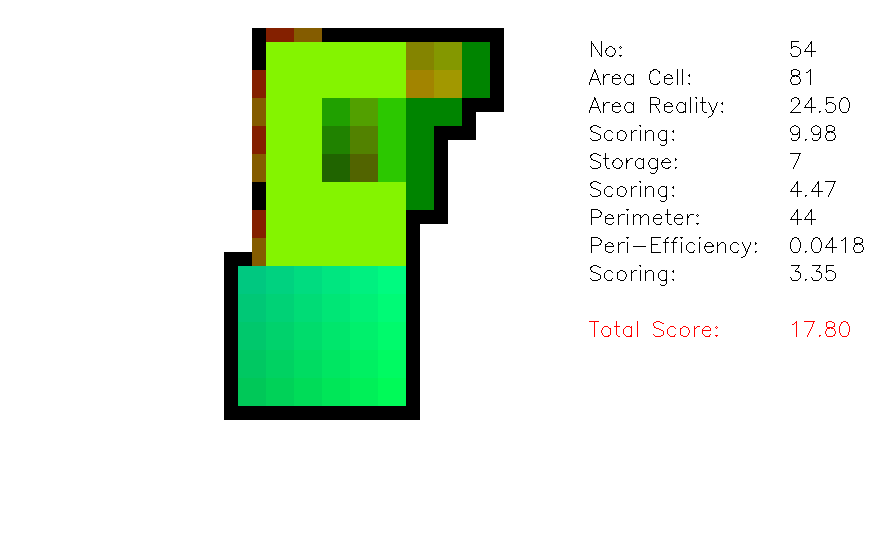 No: 54
Area Cell: 81
Area Reality: 24.50
Scoring: 9.98
Storage: 7
Scoring: 4.47
Perimeter: 44
Peri-Efficiency: 0.0418
Scoring: 3.35
Total Score: 17.80